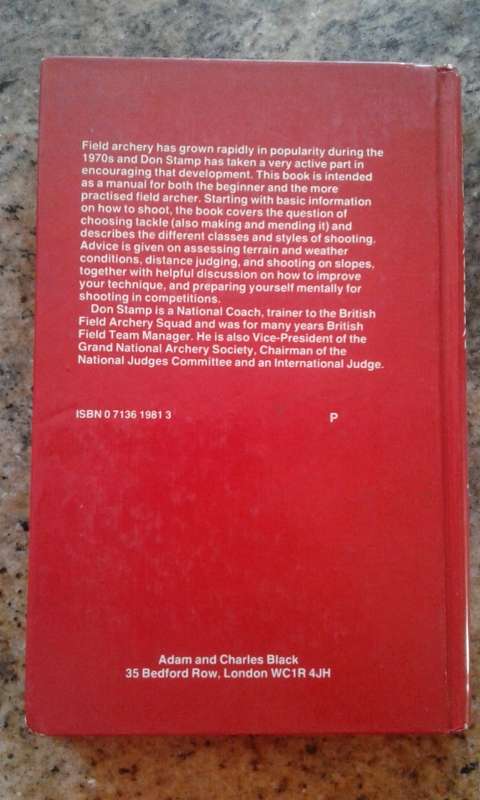 Field archery has grown rapidly in popularity during the
1970s and Don Stamp has taken a very active part in
encouraging that development. This book is intended
as a manual for both the beginner and the more
practised field archer. Starting with basic information
on how to shoot, the book covers the question of
choosing tackle (also making and mending it) and
describes the different classes and styles of shooting.
Advice is given on assessing terrain and weather
conditions, distance judging, and shooting on slopes,
together with helpful discussion on how to improve
your technique, and preparing yourself mentally for
shooting in competitions.
Don Stamp is a National Coach, trainer to the British
Field Archery Squad and was for many years British
Field Team Manager. He is also Vice-President of the
Grand National Archery Society, Chairman of the
National Judges Committee and an International Judge.
ISBN 0 7136 1981 3 P
Adam and Charles Black
35 Bedford Row, London WC1R 4JH